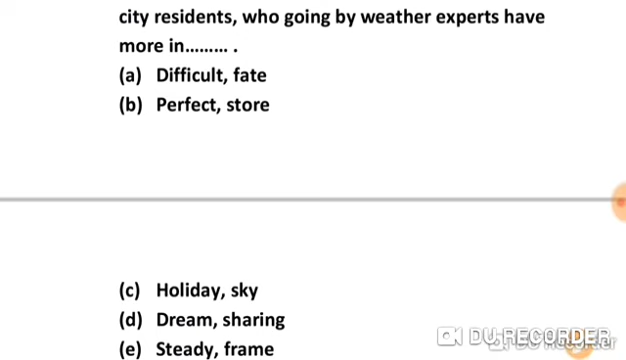 city residents, who going by weather experts have
more in......... .
(a) Difficult, fate
(b) Perfect, store
(c) Holiday, sky
(d) Dream, sharing
(e) Steady, frame
DU RECORDER